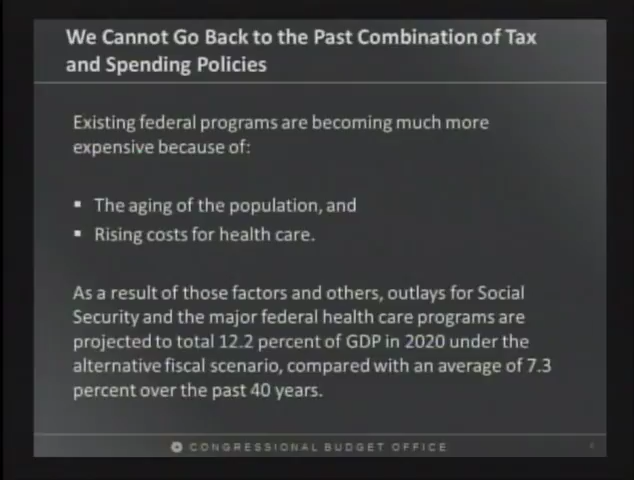 We Cannot Go Back to the Past Combination of Tax
and Spending Policies
Existing federal programs are becoming much more
expensive because of:
▪ The aging of the population, and
▪ Rising costs for health care.
As a result of those factors and others, outlays for Social
Security and the major federal health care programs are
projected to total 12.2 percent of GDP in 2020 under the
alternative fiscal scenario, compared with an average of 7.3
percent over the past 40 years.
CONGRESSIONAL BUDGET OFFICE